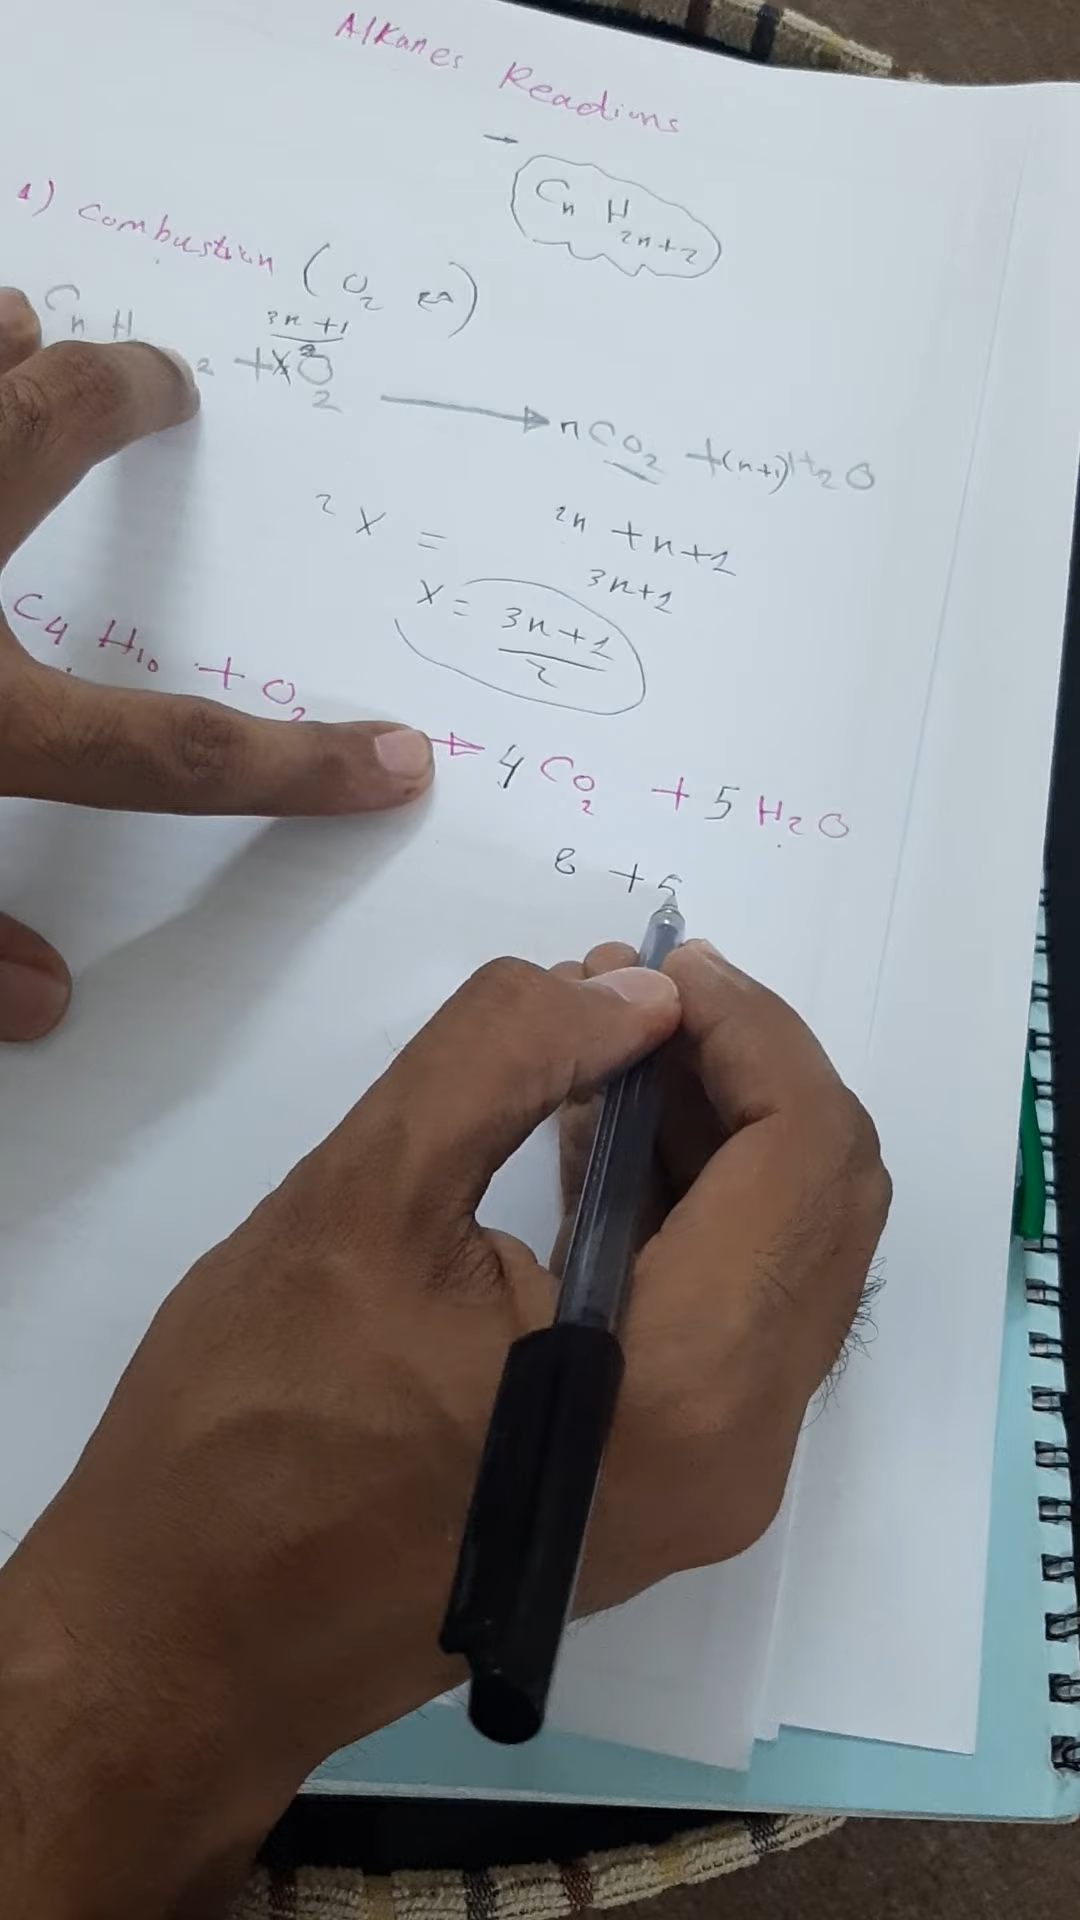 Alkanes Reactions
→ CnH2n+2
1) Combustion (O2
CnH 2 + x 3n+1/2 O2 → nCO2 + (n+1)H2O
2x = 2n + n+1
3n+1
x = 3n+1/2
C4H10 + O2 → 4CO2 + 5H2O
8 + 5